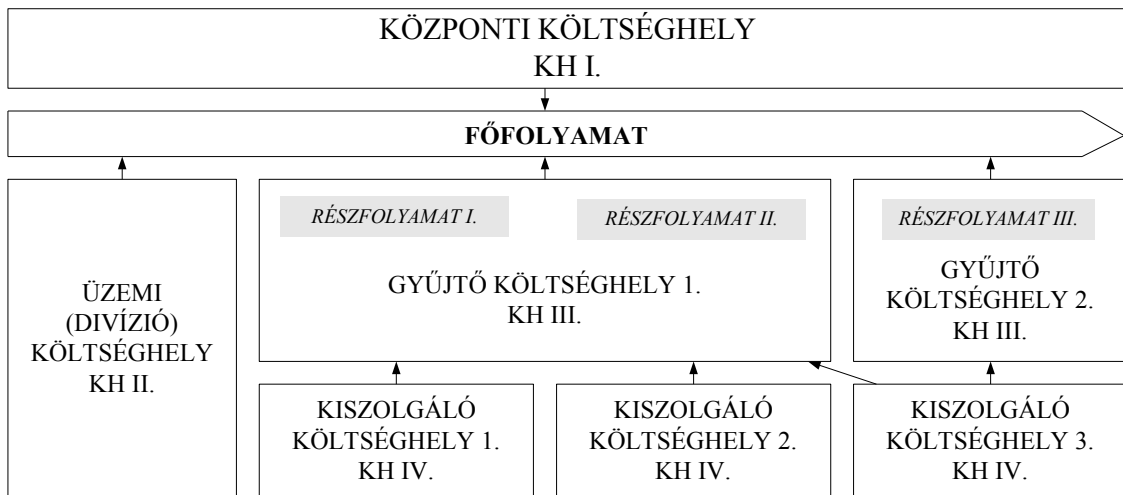 KÖZPONTI KÖLTSÉGHELY
KH I.
FŐFOLYAMAT
ÜZEMI
(DIVÍZIÓ)
KÖLTSÉGHELY
KH II.
RÉSZFOLYAMAT I.
RÉSZFOLYAMAT II.
GYŰJTŐ KÖLTSÉGHELY 1.
KH III.
RÉSZFOLYAMAT III.
GYŰJTŐ
KÖLTSÉGHELY 2.
KH III.
KISZOLGÁLÓ
KÖLTSÉGHELY 1.
KH IV.
KISZOLGÁLÓ
KÖLTSÉGHELY 2.
KH IV.
KISZOLGÁLÓ
KÖLTSÉGHELY 3.
KH IV.